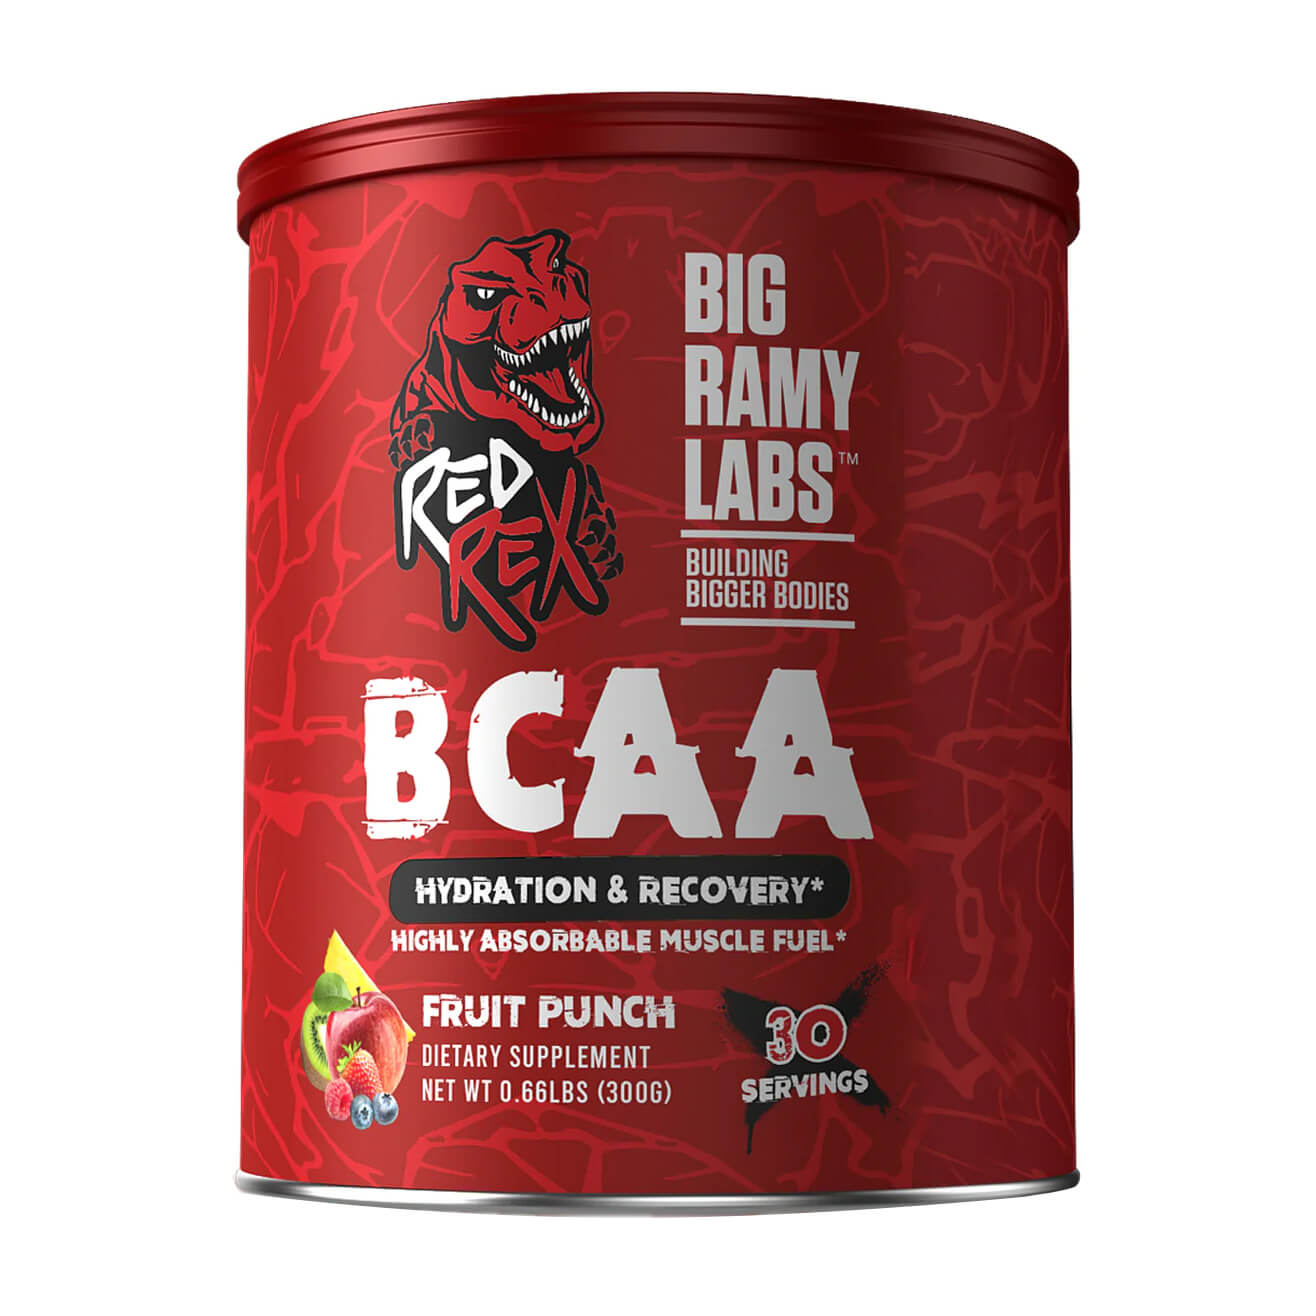 RED
REX
BIG
RAMY
LABS™
BUILDING
BIGGER BODIES
BCAA
HYDRATION & RECOVERY*
HIGHLY ABSORBABLE MUSCLE FUEL*
FRUIT PUNCH
DIETARY SUPPLEMENT
NET WT 0.66LBS (300G)
30
SERVINGS